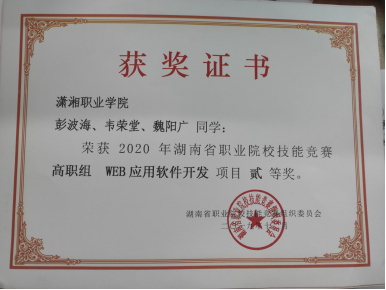 获奖证书
潇湘职业学院
彭波海、韦荣堂、魏阳广 同学：
荣获 2020 年湖南省职业院校技能竞赛
高职组 WEB应用软件开发 项目 贰 等奖。
湖南省职业院校技能竞赛组织委员会